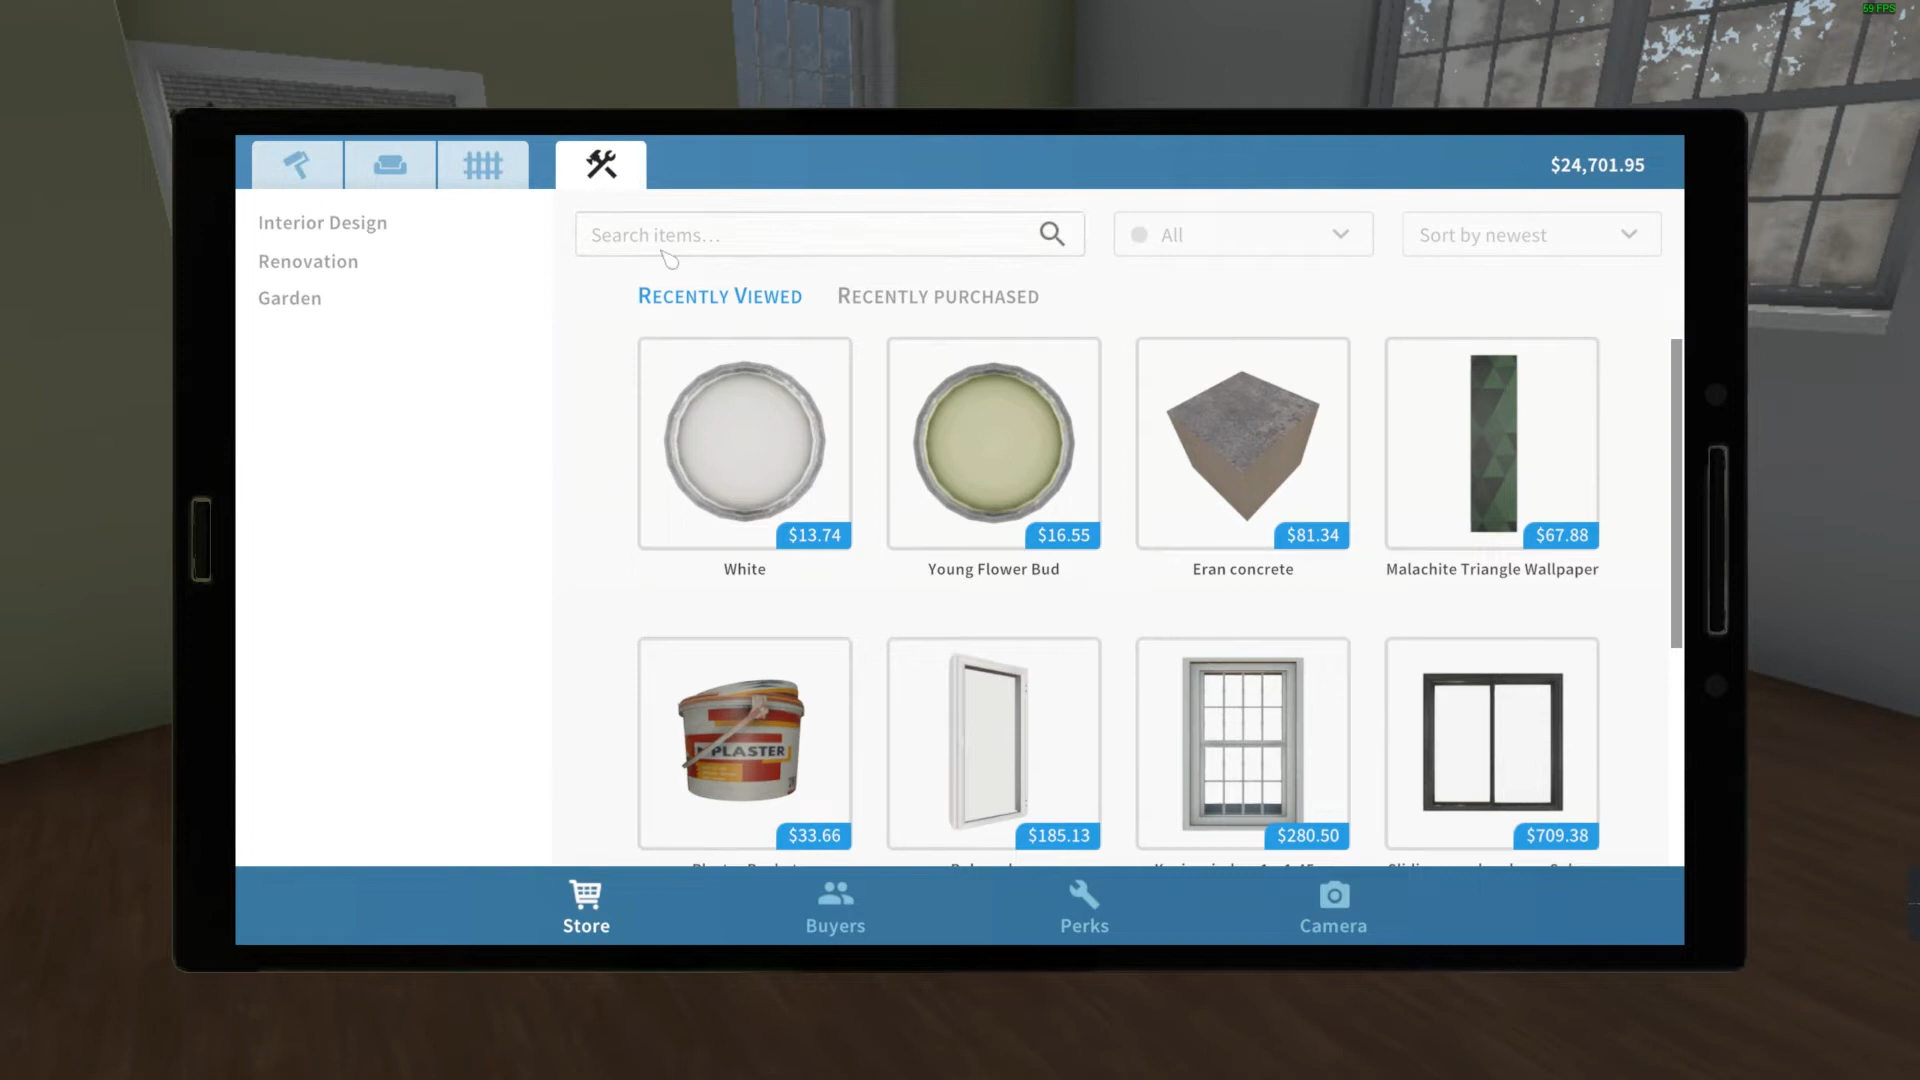 59 FPS
$24,701.95
Interior Design
Renovation
Garden
Search items...
All
Sort by newest
RECENTLY VIEWED
RECENTLY PURCHASED
$13.74
$16.55
$81.34
$67.88
White
Young Flower Bud
Eran concrete
Malachite Triangle Wallpaper
PLASTER
$33.66
$185.13
$280.50
$709.38
Store
Buyers
Perks
Camera